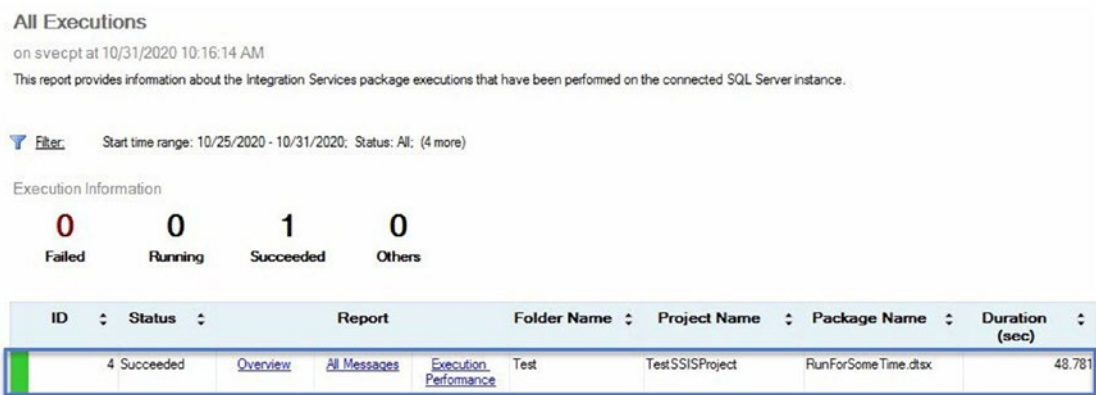 All Executions
on svecpt at 10/31/2020 10:16:14 AM
This report provides information about the Integration Services package executions that have been performed on the connected SQL Server instance.
Filter: Start time range: 10/25/2020 - 10/31/2020; Status: All; (4 more)
Execution Information
0 0 1 0
Failed Running Succeeded Others
ID Status Report Folder Name Project Name Package Name Duration (sec)
4 Succeeded Overview All Messages Execution Performance Test TestSSISProject RunForSomeTime.dtsx 48.781